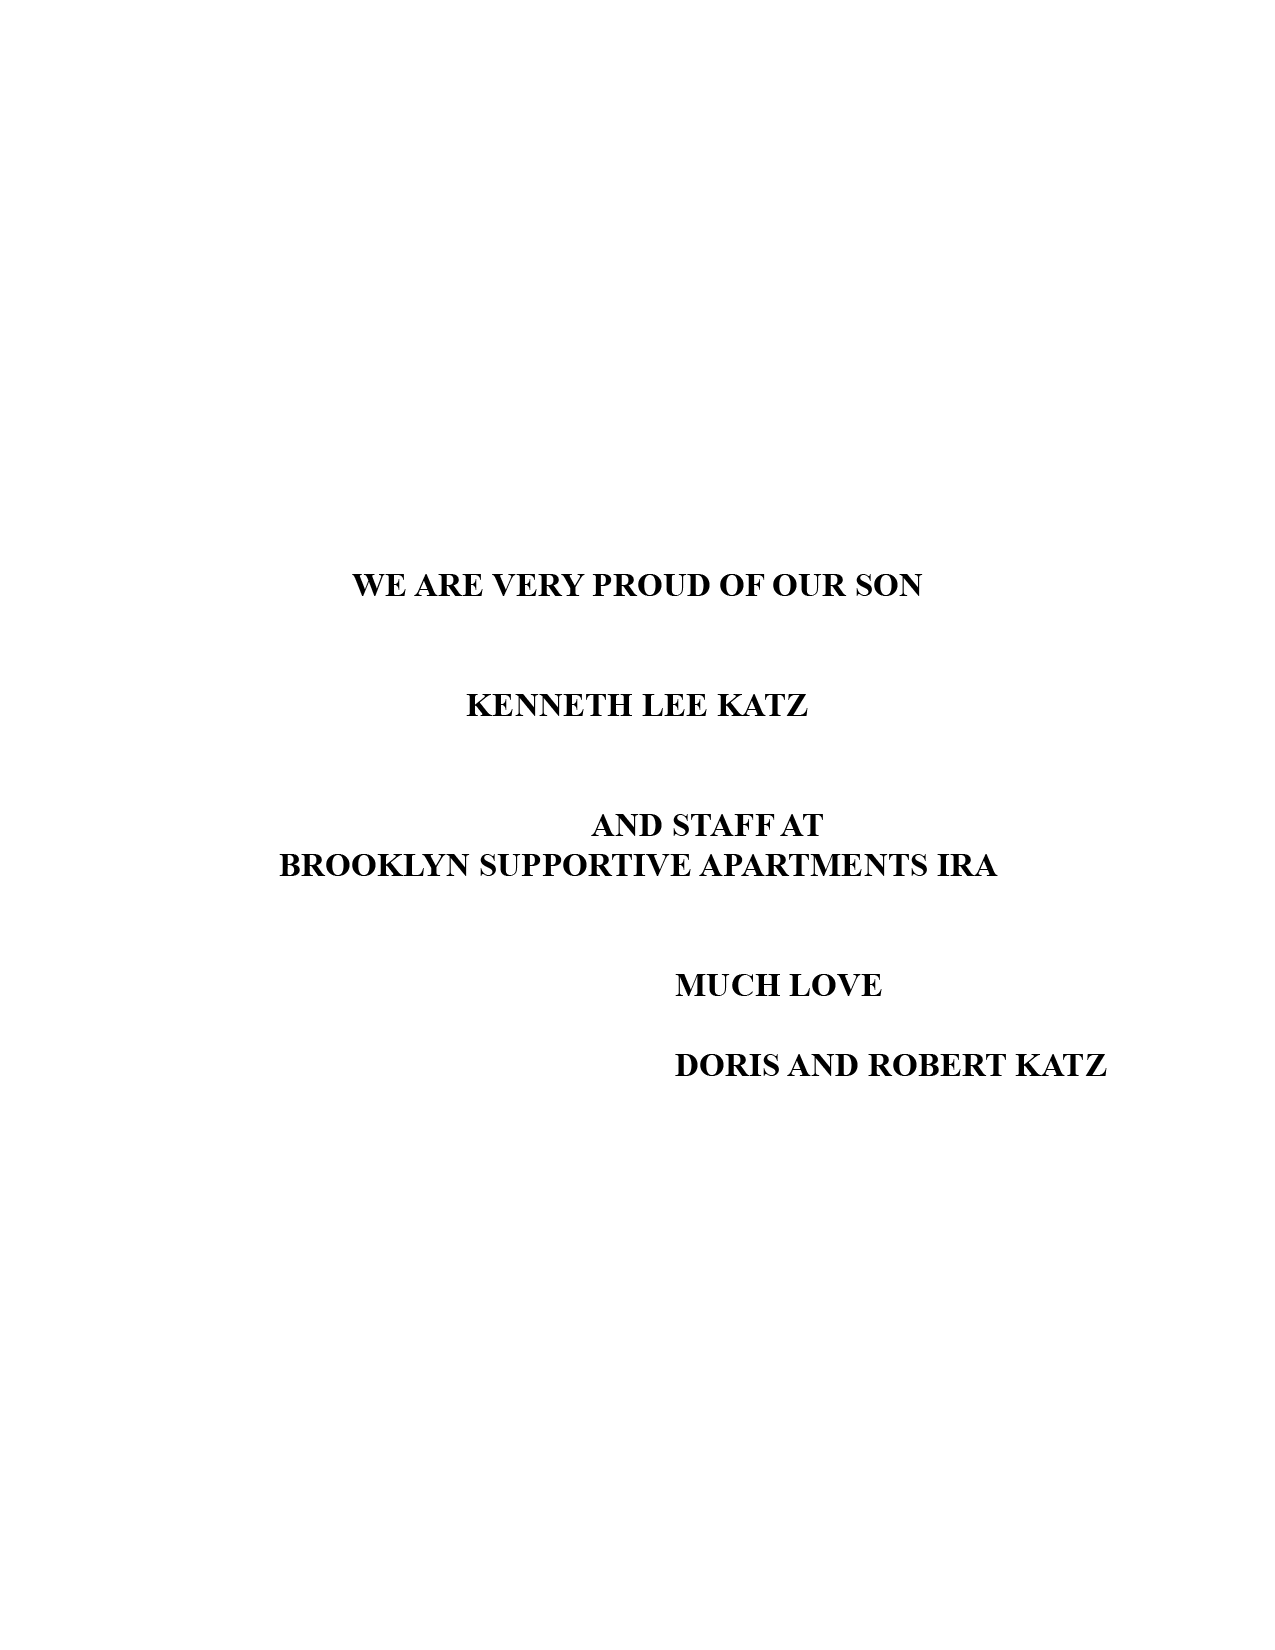 WE ARE VERY PROUD OF OUR SON
KENNETH LEE KATZ
AND STAFF AT
BROOKLYN SUPPORTIVE APARTMENTS IRA
MUCH LOVE
DORIS AND ROBERT KATZ